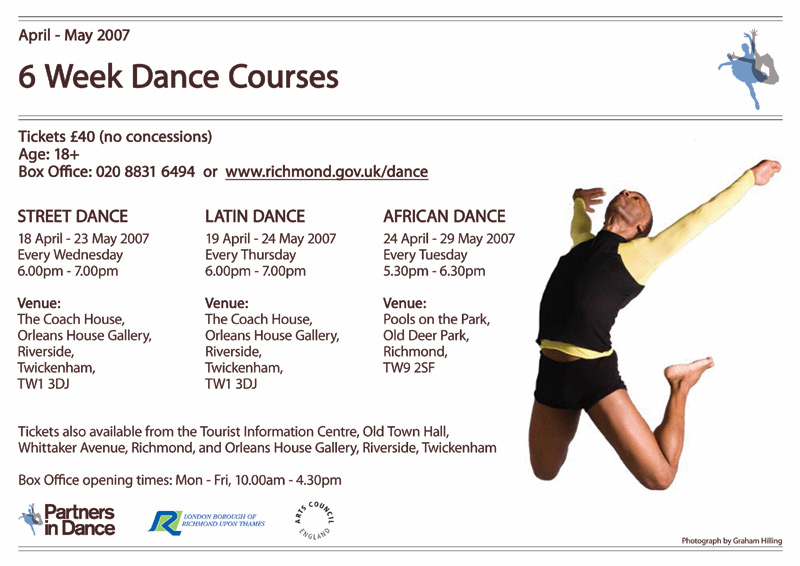 April - May 2007
6 Week Dance Courses
Tickets £40 (no concessions)
Age: 18+
Box Office: 020 8831 6494 or www.richmond.gov.uk/dance
STREET DANCE
18 April - 23 May 2007
Every Wednesday
6.00pm - 7.00pm
Venue:
The Coach House,
Orleans House Gallery,
Riverside,
Twickenham,
TW1 3DJ
LATIN DANCE
19 April - 24 May 2007
Every Thursday
6.00pm - 7.00pm
Venue:
The Coach House,
Orleans House Gallery,
Riverside,
Twickenham,
TW1 3DJ
AFRICAN DANCE
24 April - 29 May 2007
Every Tuesday
5.30pm - 6.30pm
Venue:
Pools on the Park,
Old Deer Park,
Richmond,
TW9 2SF
Tickets also available from the Tourist Information Centre, Old Town Hall,
Whittaker Avenue, Richmond, and Orleans House Gallery, Riverside, Twickenham
Box Office opening times: Mon - Fri, 10.00am - 4.30pm
Partners
in Dance
LONDON BOROUGH OF
RICHMOND UPON THAMES
ARTS COUNCIL
ENGLAND
Photograph by Graham Hilling